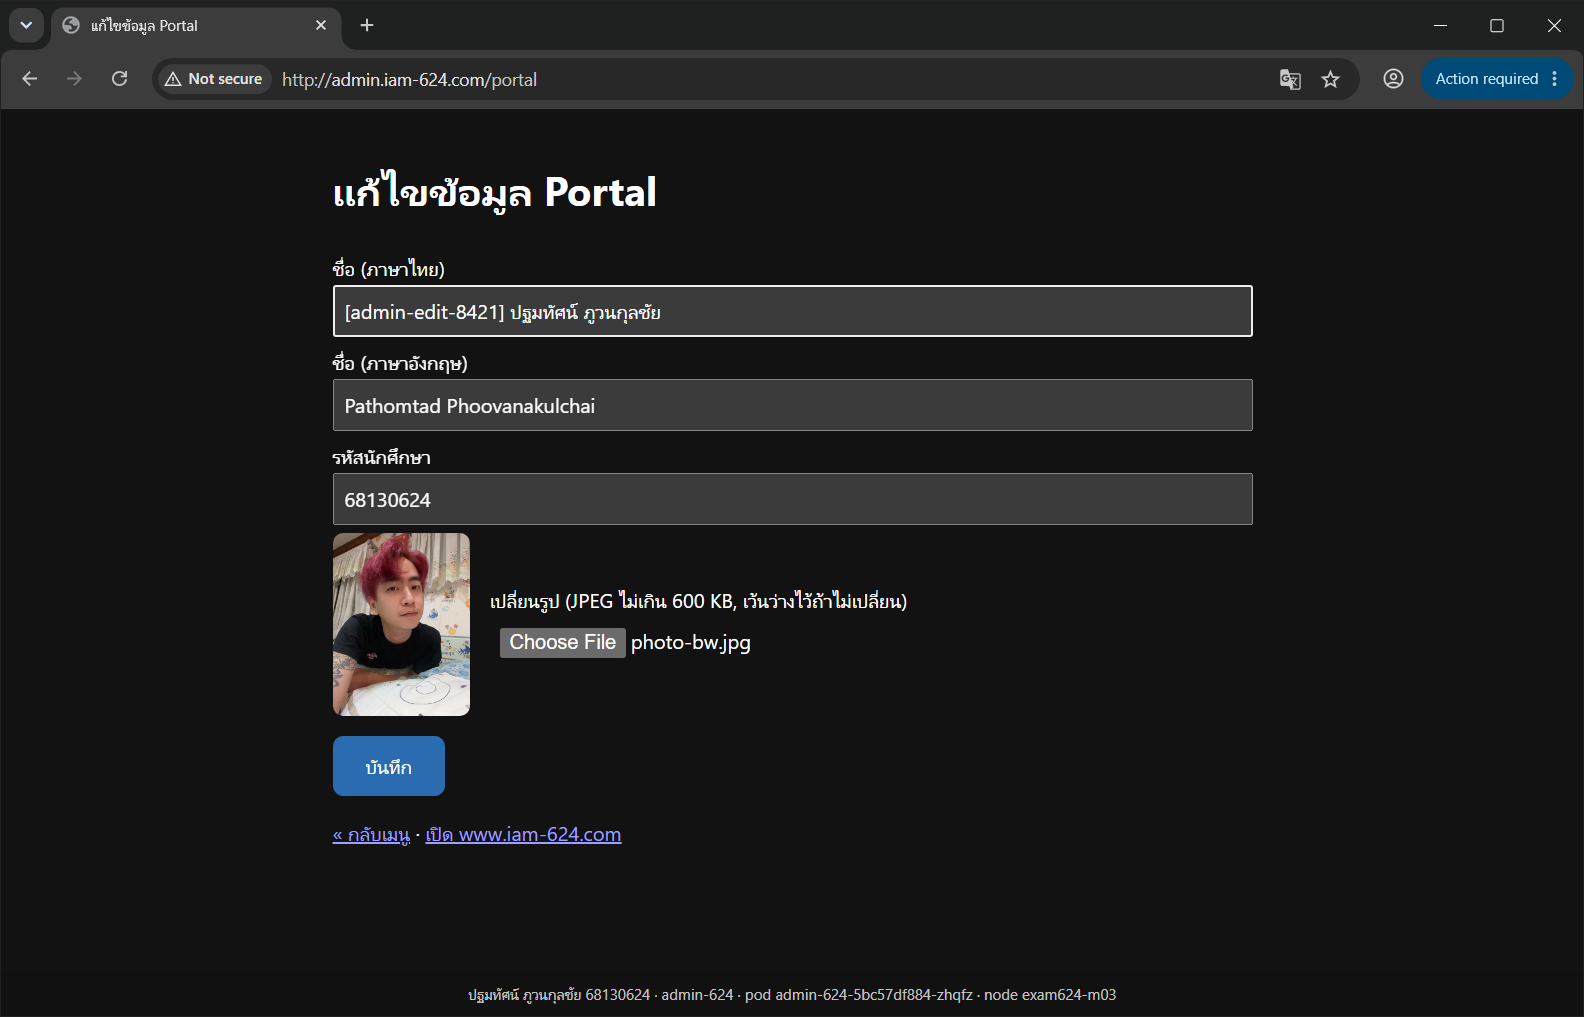 แก้ไขข้อมูล Portal
Not secure
http://admin.iam-624.com/portal
Action required
แก้ไขข้อมูล Portal
ชื่อ (ภาษาไทย)
[admin-edit-8421] ปฐมทัศน์ ภูวนกุลชัย
ชื่อ (ภาษาอังกฤษ)
Pathomtad Phoovanakulchai
รหัสนักศึกษา
68130624
เปลี่ยนรูป (JPEG ไม่เกิน 600 KB, เว้นว่างไว้ถ้าไม่เปลี่ยน)
Choose File photo-bw.jpg
บันทึก
« กลับเมนู · เปิด www.iam-624.com
ปฐมทัศน์ ภูวนกุลชัย 68130624 · admin-624 · pod admin-624-5bc57df884-zhqfz · node exam624-m03